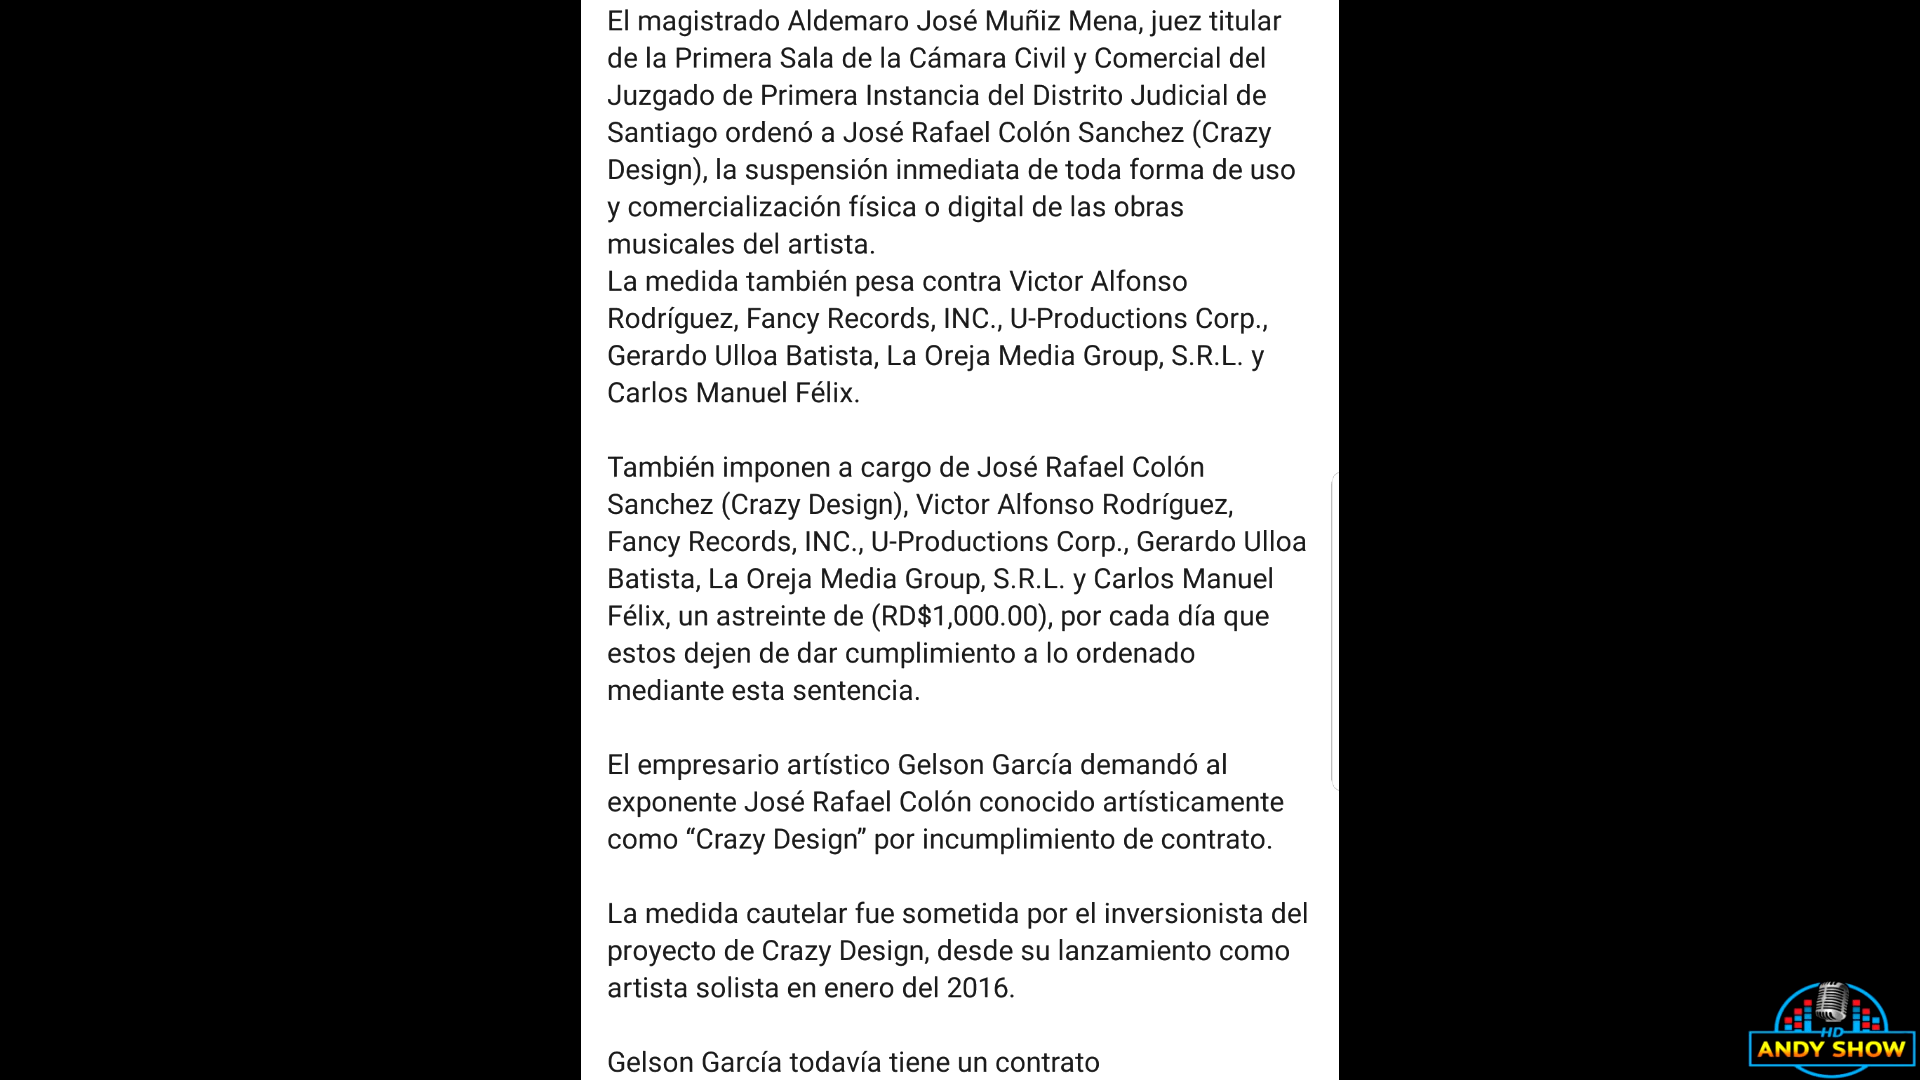 El magistrado Aldemaro José Muñiz Mena, juez titular
de la Primera Sala de la Cámara Civil y Comercial del
Juzgado de Primera Instancia del Distrito Judicial de
Santiago ordenó a José Rafael Colón Sanchez (Crazy
Design), la suspensión inmediata de toda forma de uso
y comercialización física o digital de las obras
musicales del artista.
La medida también pesa contra Victor Alfonso
Rodríguez, Fancy Records, INC., U-Productions Corp.,
Gerardo Ulloa Batista, La Oreja Media Group, S.R.L. y
Carlos Manuel Félix.
También imponen a cargo de José Rafael Colón
Sanchez (Crazy Design), Victor Alfonso Rodríguez,
Fancy Records, INC., U-Productions Corp., Gerardo Ulloa
Batista, La Oreja Media Group, S.R.L. y Carlos Manuel
Félix, un astreinte de (RD$1,000.00), por cada día que
estos dejen de dar cumplimiento a lo ordenado
mediante esta sentencia.
El empresario artístico Gelson García demandó al
exponente José Rafael Colón conocido artísticamente
como “Crazy Design” por incumplimiento de contrato.
La medida cautelar fue sometida por el inversionista del
proyecto de Crazy Design, desde su lanzamiento como
artista solista en enero del 2016.
Gelson García todavía tiene un contrato
HD
ANDY SHOW